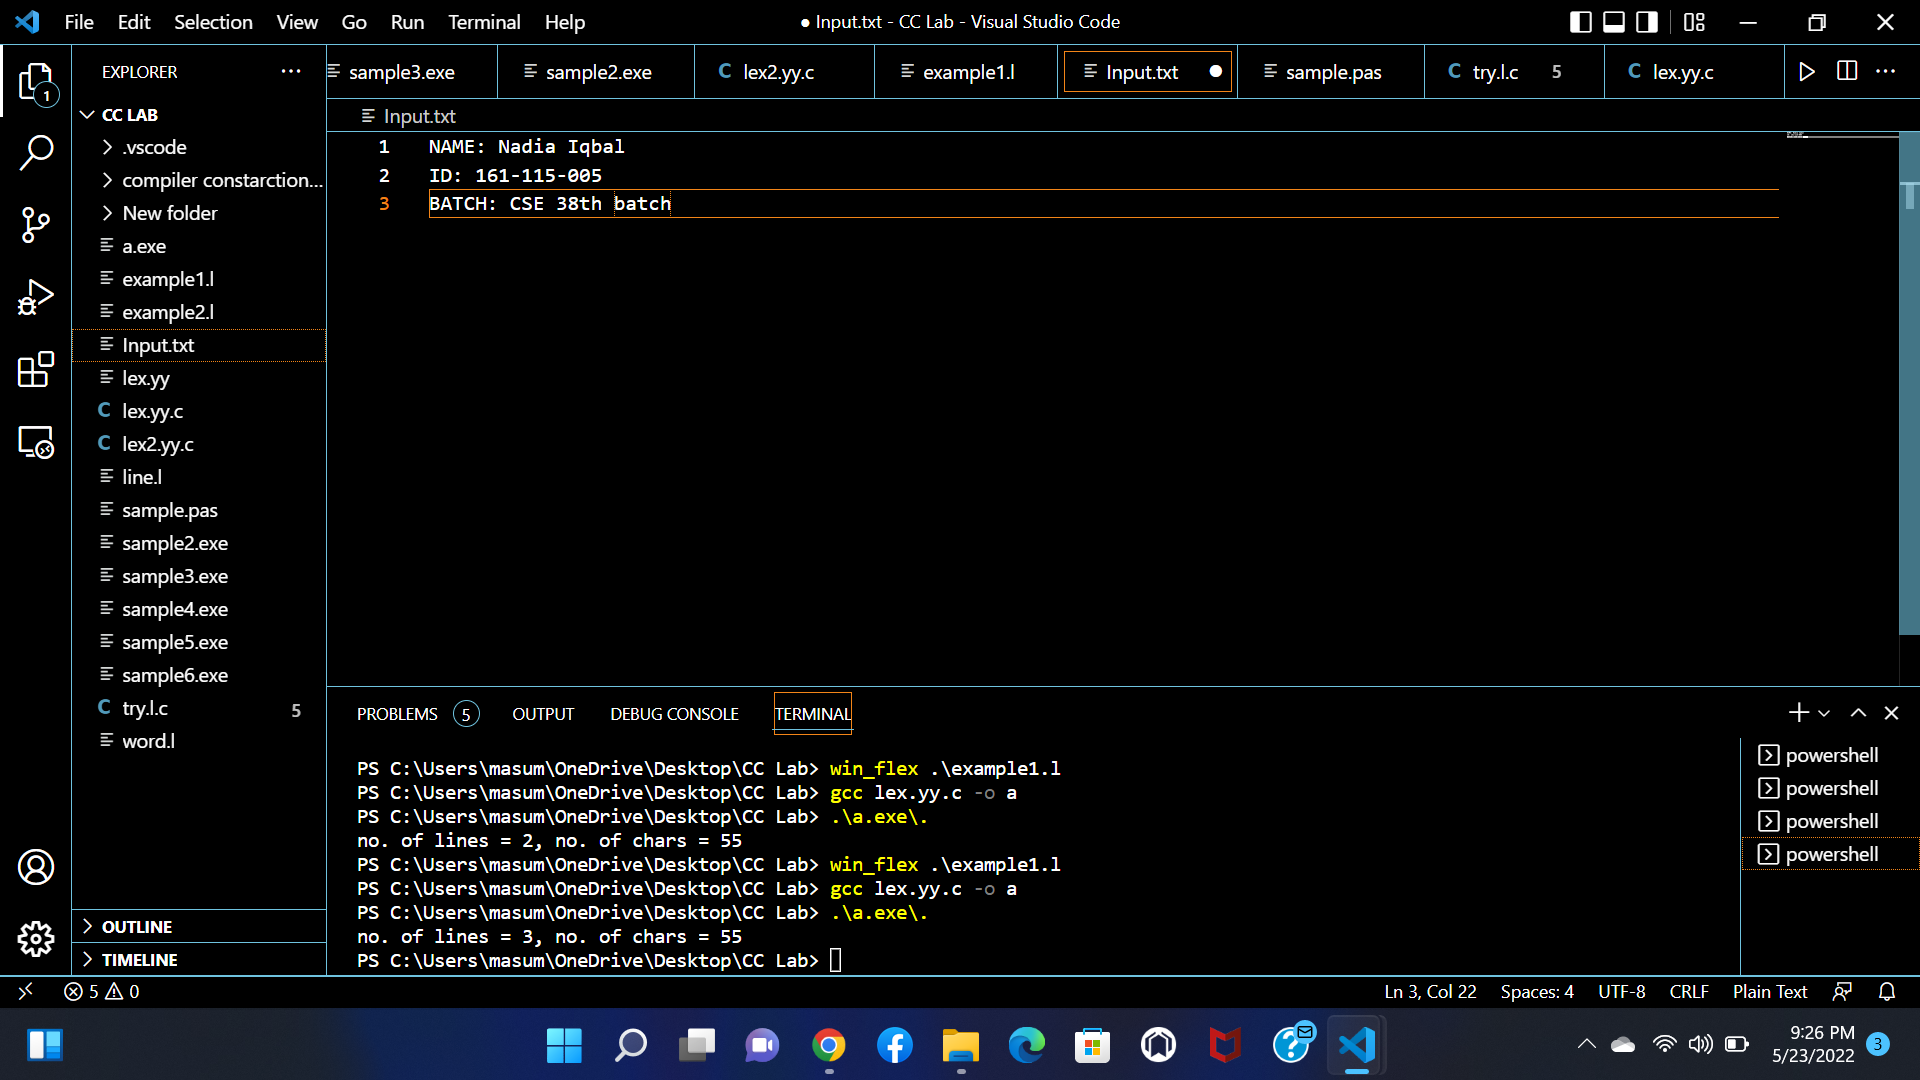 File Edit Selection View Go Run Terminal Help
● Input.txt - CC Lab - Visual Studio Code
EXPLORER
sample3.exe
sample2.exe
C lex2.yy.c
example1.l
Input.txt
sample.pas
C try.l.c 5
C lex.yy.c
1
CC LAB
.vscode
compiler constarction...
New folder
a.exe
example1.l
example2.l
Input.txt
lex.yy
C lex.yy.c
C lex2.yy.c
line.l
sample.pas
sample2.exe
sample3.exe
sample4.exe
sample5.exe
sample6.exe
C try.l.c 5
word.l
OUTLINE
TIMELINE
Input.txt
1 NAME: Nadia Iqbal
2 ID: 161-115-005
3 BATCH: CSE 38th batch
PROBLEMS 5 OUTPUT DEBUG CONSOLE TERMINAL
PS C:\Users\masum\OneDrive\Desktop\CC Lab> win_flex .\example1.l
PS C:\Users\masum\OneDrive\Desktop\CC Lab> gcc lex.yy.c -o a
PS C:\Users\masum\OneDrive\Desktop\CC Lab> .\a.exe\.
no. of lines = 2, no. of chars = 55
PS C:\Users\masum\OneDrive\Desktop\CC Lab> win_flex .\example1.l
PS C:\Users\masum\OneDrive\Desktop\CC Lab> gcc lex.yy.c -o a
PS C:\Users\masum\OneDrive\Desktop\CC Lab> .\a.exe\.
no. of lines = 3, no. of chars = 55
PS C:\Users\masum\OneDrive\Desktop\CC Lab>
powershell
powershell
powershell
powershell
5 0
Ln 3, Col 22 Spaces: 4 UTF-8 CRLF Plain Text
9:26 PM
5/23/2022
3